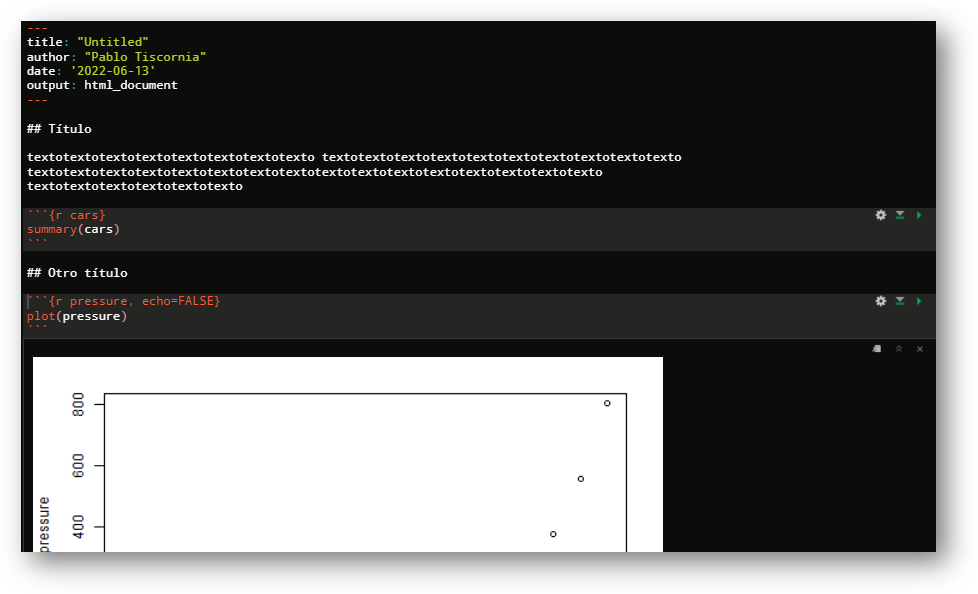 ---
title: "Untitled"
author: "Pablo Tiscornia"
date: '2022-06-13'
output: html_document
---
## Título
textotextotextotextotextotextotextotexto textotextotextotextotextotextotextotextotextotexto
textotextotextotextotextotextotextotextotextotextotextotextotextotextotextotexto
textotextotextotextotextotexto
```{r cars}
summary(cars)
```
## Otro título
```{r pressure, echo=FALSE}
plot(pressure)
```
800
600
400
pressure